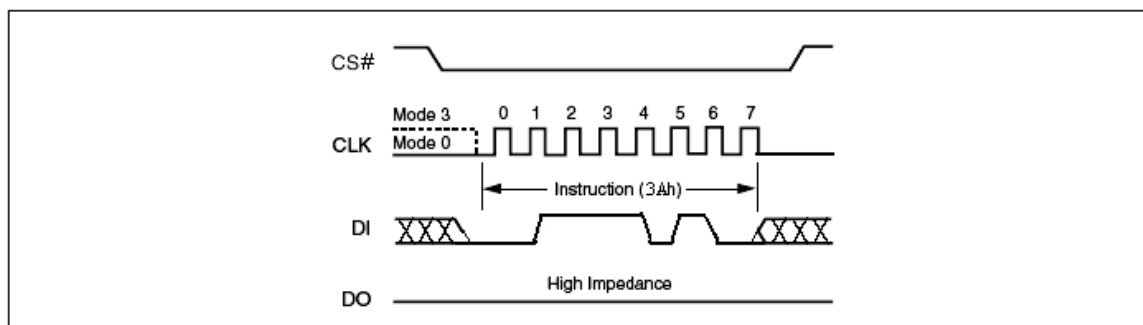 CS#
Mode 3 0 1 2 3 4 5 6 7
CLK Mode 0
Instruction (3Ah)
DI
High Impedance
DO